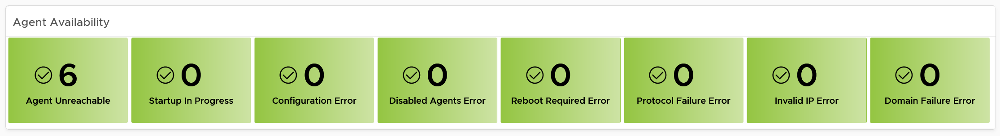 Agent Availability
6
Agent Unreachable
0
Startup In Progress
0
Configuration Error
0
Disabled Agents Error
0
Reboot Required Error
0
Protocol Failure Error
0
Invalid IP Error
0
Domain Failure Error